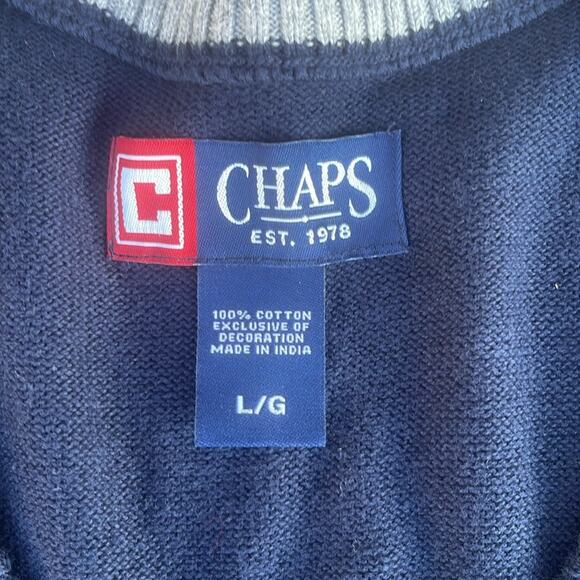 C
CHAPS
EST. 1978
100% COTTON
EXCLUSIVE OF
DECORATION
MADE IN INDIA
L/G